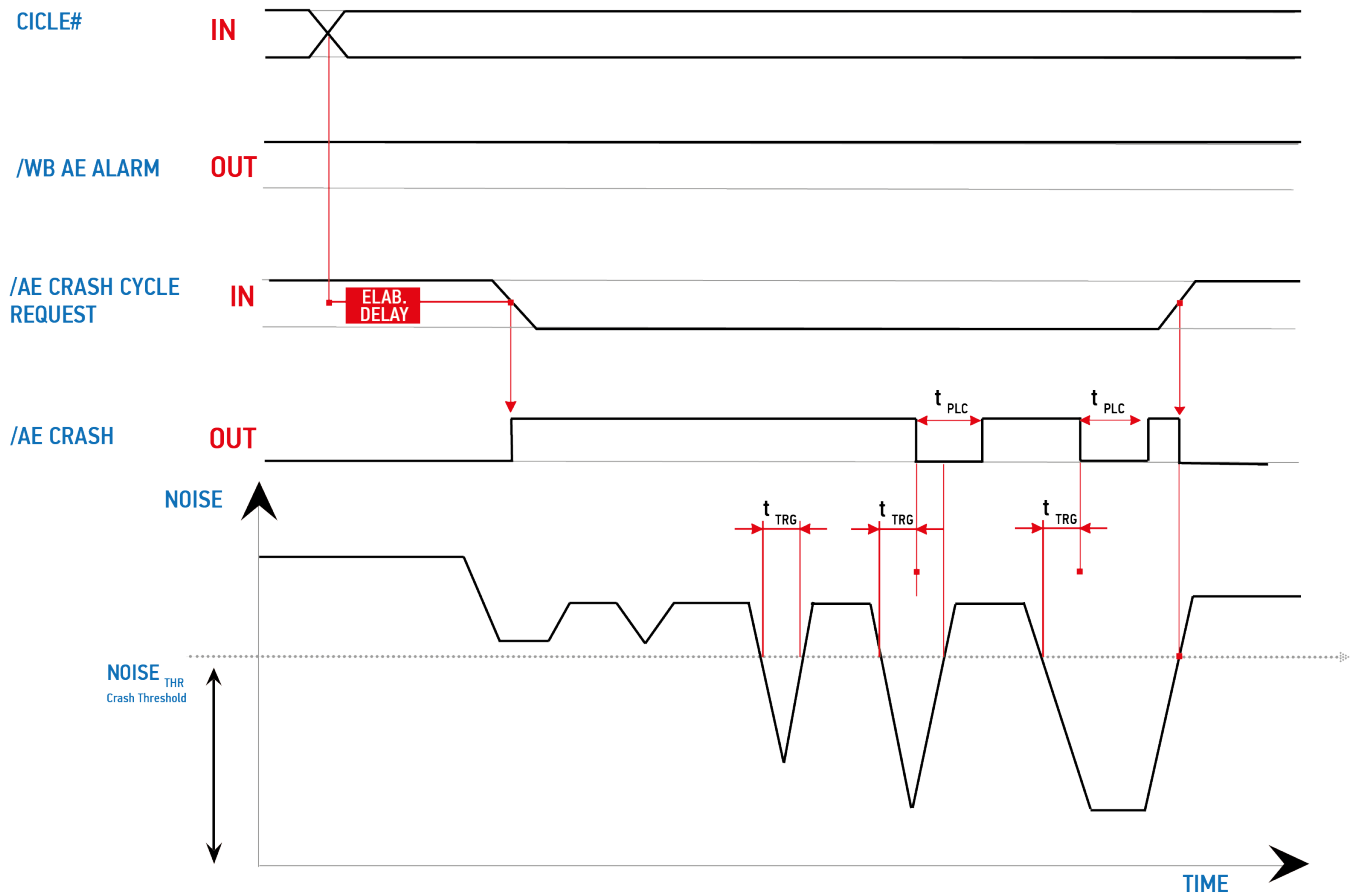 CICLE#
IN
/WB AE ALARM
OUT
/AE CRASH CYCLE
REQUEST
IN
ELAB.
DELAY
t PLC
t PLC
/AE CRASH
OUT
NOISE
t TRG
t TRG
t TRG
NOISE THR
Crash Threshold
TIME